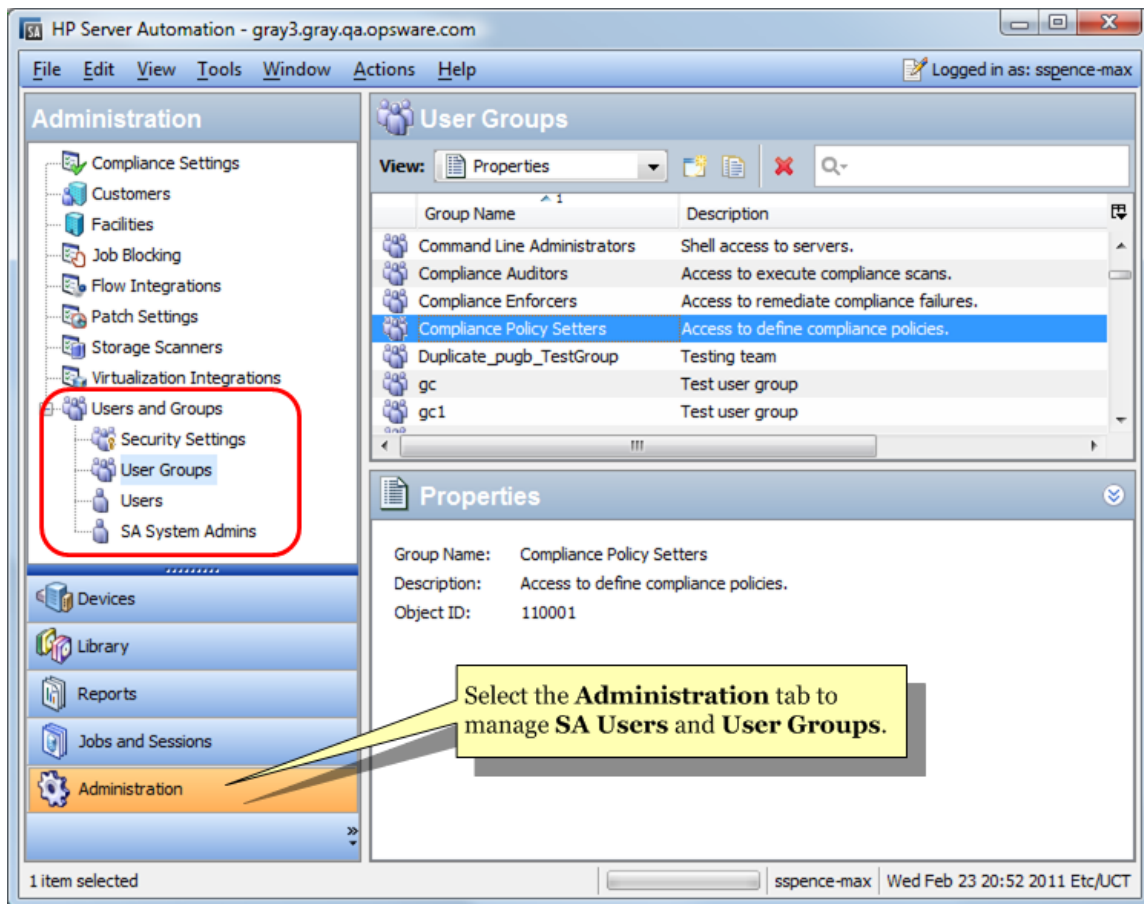 SA HP Server Automation - gray3.gray.qa.opsware.com
File Edit View Tools Window Actions Help
Logged in as: sspence-max
Administration
Compliance Settings
Customers
Facilities
Job Blocking
Flow Integrations
Patch Settings
Storage Scanners
Virtualization Integrations
Users and Groups
Security Settings
User Groups
Users
SA System Admins
Devices
Library
Reports
Jobs and Sessions
Administration
User Groups
View: Properties
1
Group Name Description
Command Line Administrators Shell access to servers.
Compliance Auditors Access to execute compliance scans.
Compliance Enforcers Access to remediate compliance failures.
Compliance Policy Setters Access to define compliance policies.
Duplicate_pugb_TestGroup Testing team
gc Test user group
gc1 Test user group
Properties
Group Name: Compliance Policy Setters
Description: Access to define compliance policies.
Object ID: 110001
Select the Administration tab to
manage SA Users and User Groups.
1 item selected
sspence-max Wed Feb 23 20:52 2011 Etc/UCT